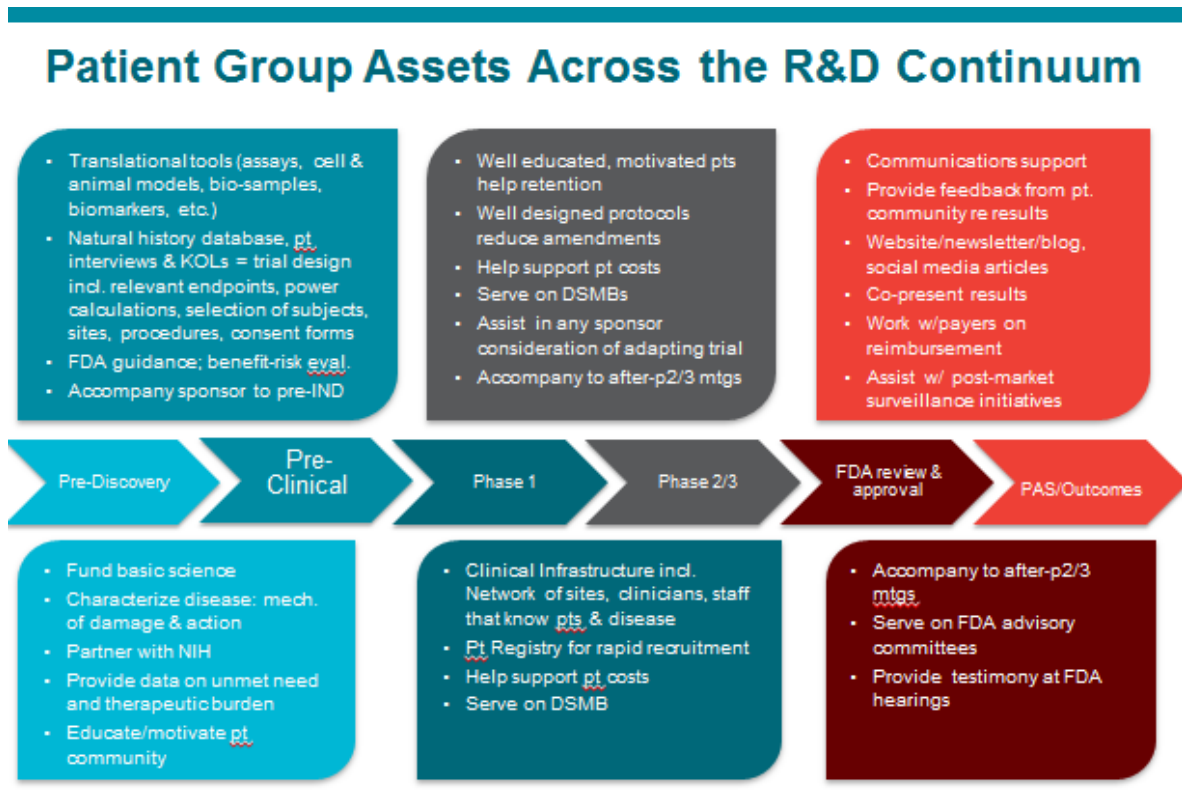 Patient Group Assets Across the R&D Continuum
• Translational tools (assays, cell &
animal models, bio-samples,
biomarkers, etc.)
• Natural history database, pt
interviews & KOLs = trial design
incl. relevant endpoints, power
calculations, selection of subjects,
sites, procedures, consent forms
• FDA guidance; benefit-risk eval.
• Accompany sponsor to pre-IND
• Well educated, motivated pts
help retention
• Well designed protocols
reduce amendments
• Help support pt costs
• Serve on DSMBs
• Assist in any sponsor
consideration of adapting trial
• Accompany to after-p2/3 mtgs
• Communications support
• Provide feedback from pt.
community re results
• Website/newsletter/blog,
social media articles
• Co-present results
• Work w/payers on
reimbursement
• Assist w/ post-market
surveillance initiatives
Pre-Discovery
Pre-
Clinical
Phase 1
Phase 2/3
FDA review &
approval
PAS/Outcomes
• Fund basic science
• Characterize disease: mech.
of damage & action
• Partner with NIH
• Provide data on unmet need
and therapeutic burden
• Educate/motivate pt
community
• Clinical Infrastructure incl.
Network of sites, clinicians, staff
that know pts & disease
• Pt Registry for rapid recruitment
• Help support pt costs
• Serve on DSMB
• Accompany to after-p2/3
mtgs
• Serve on FDA advisory
committees
• Provide testimony at FDA
hearings